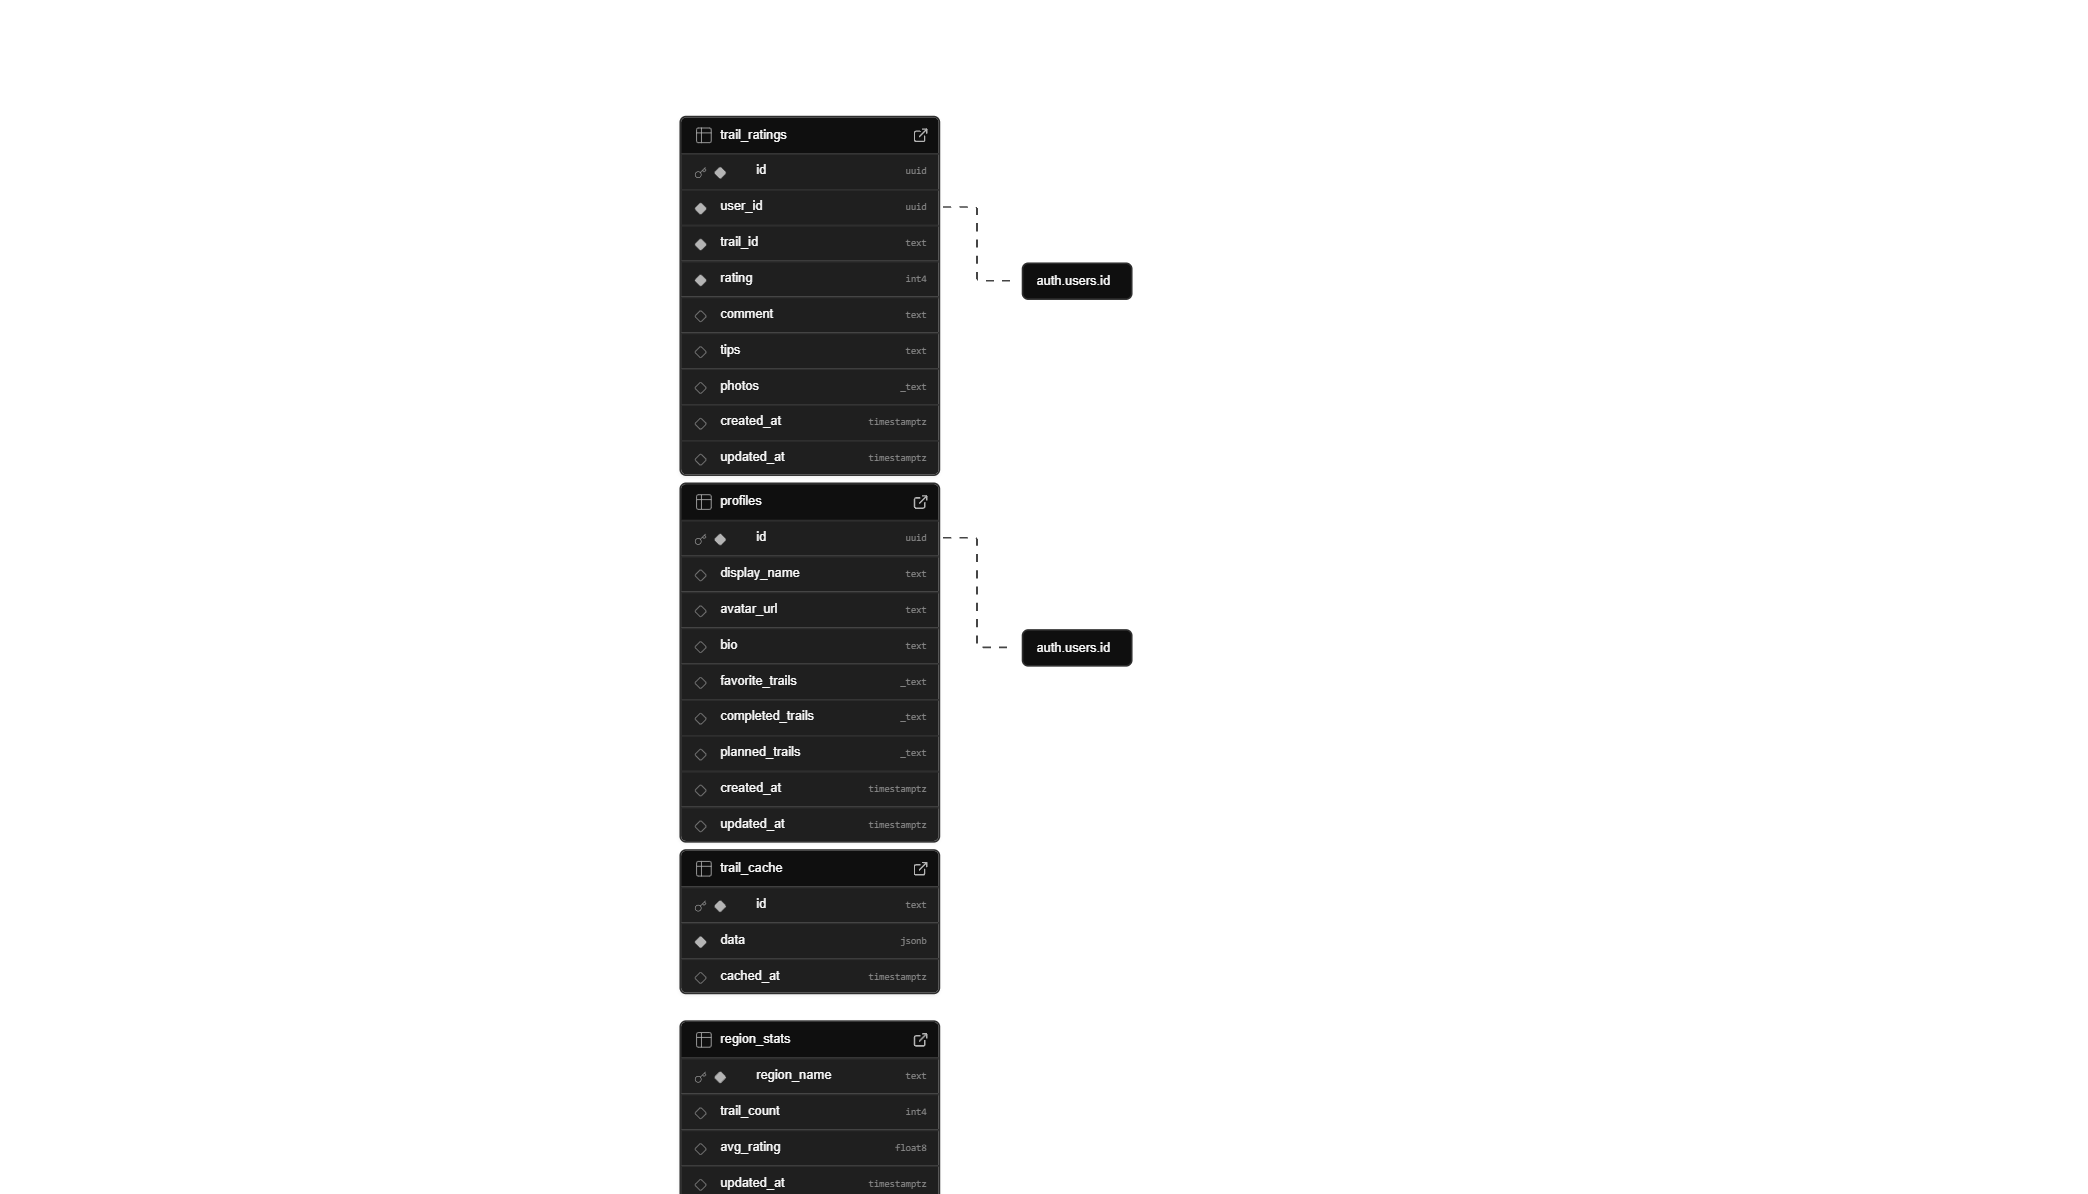 trail_ratings
id uuid
user_id uuid
trail_id text
auth.users.id
rating int4
comment text
tips text
photos _text
created_at timestamptz
updated_at timestamptz
profiles
id uuid
display_name text
avatar_url text
bio text
auth.users.id
favorite_trails _text
completed_trails _text
planned_trails _text
created_at timestamptz
updated_at timestamptz
trail_cache
id text
data jsonb
cached_at timestamptz
region_stats
region_name text
trail_count int4
avg_rating float8
updated_at timestamptz